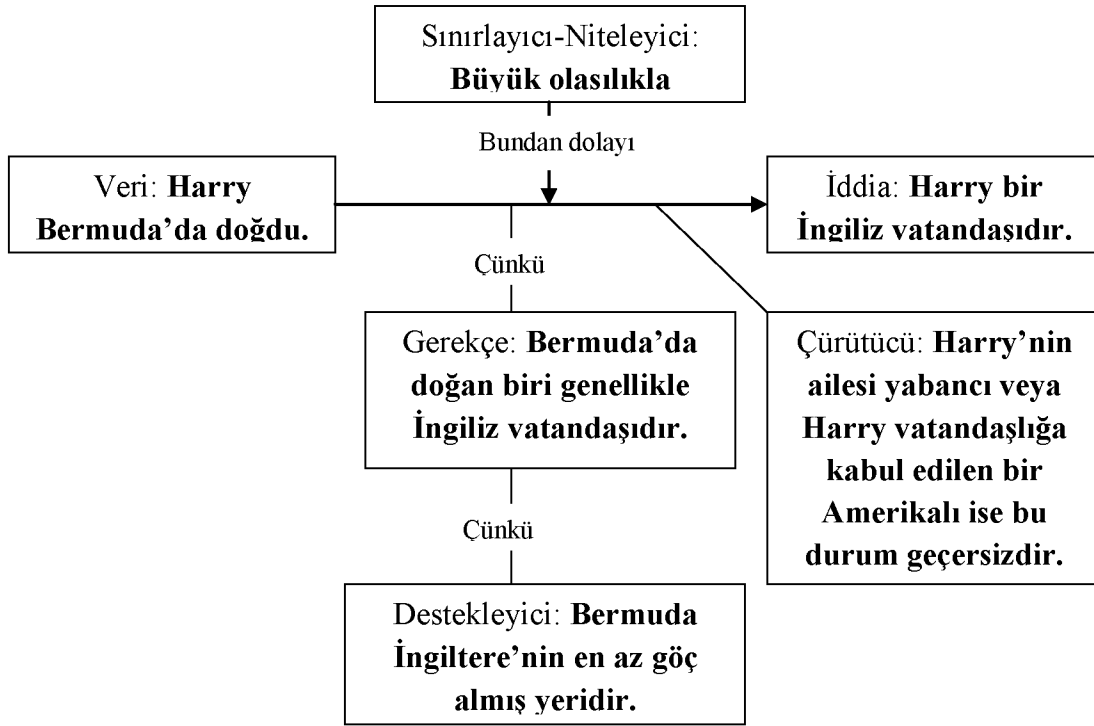 Sınırlayıcı-Niteleyici:
Büyük olasılıkla
Bundan dolayı
Veri: Harry
Bermuda’da doğdu.
İddia: Harry bir
İngiliz vatandaşıdır.
Çünkü
Gerekçe: Bermuda’da
doğan biri genellikle
İngiliz vatandaşıdır.
Çürütücü: Harry’nin
ailesi yabancı veya
Harry vatandaşlığa
kabul edilen bir
Amerikalı ise bu
durum geçersizdir.
Çünkü
Destekleyici: Bermuda
İngiltere’nin en az göç
almış yeridir.